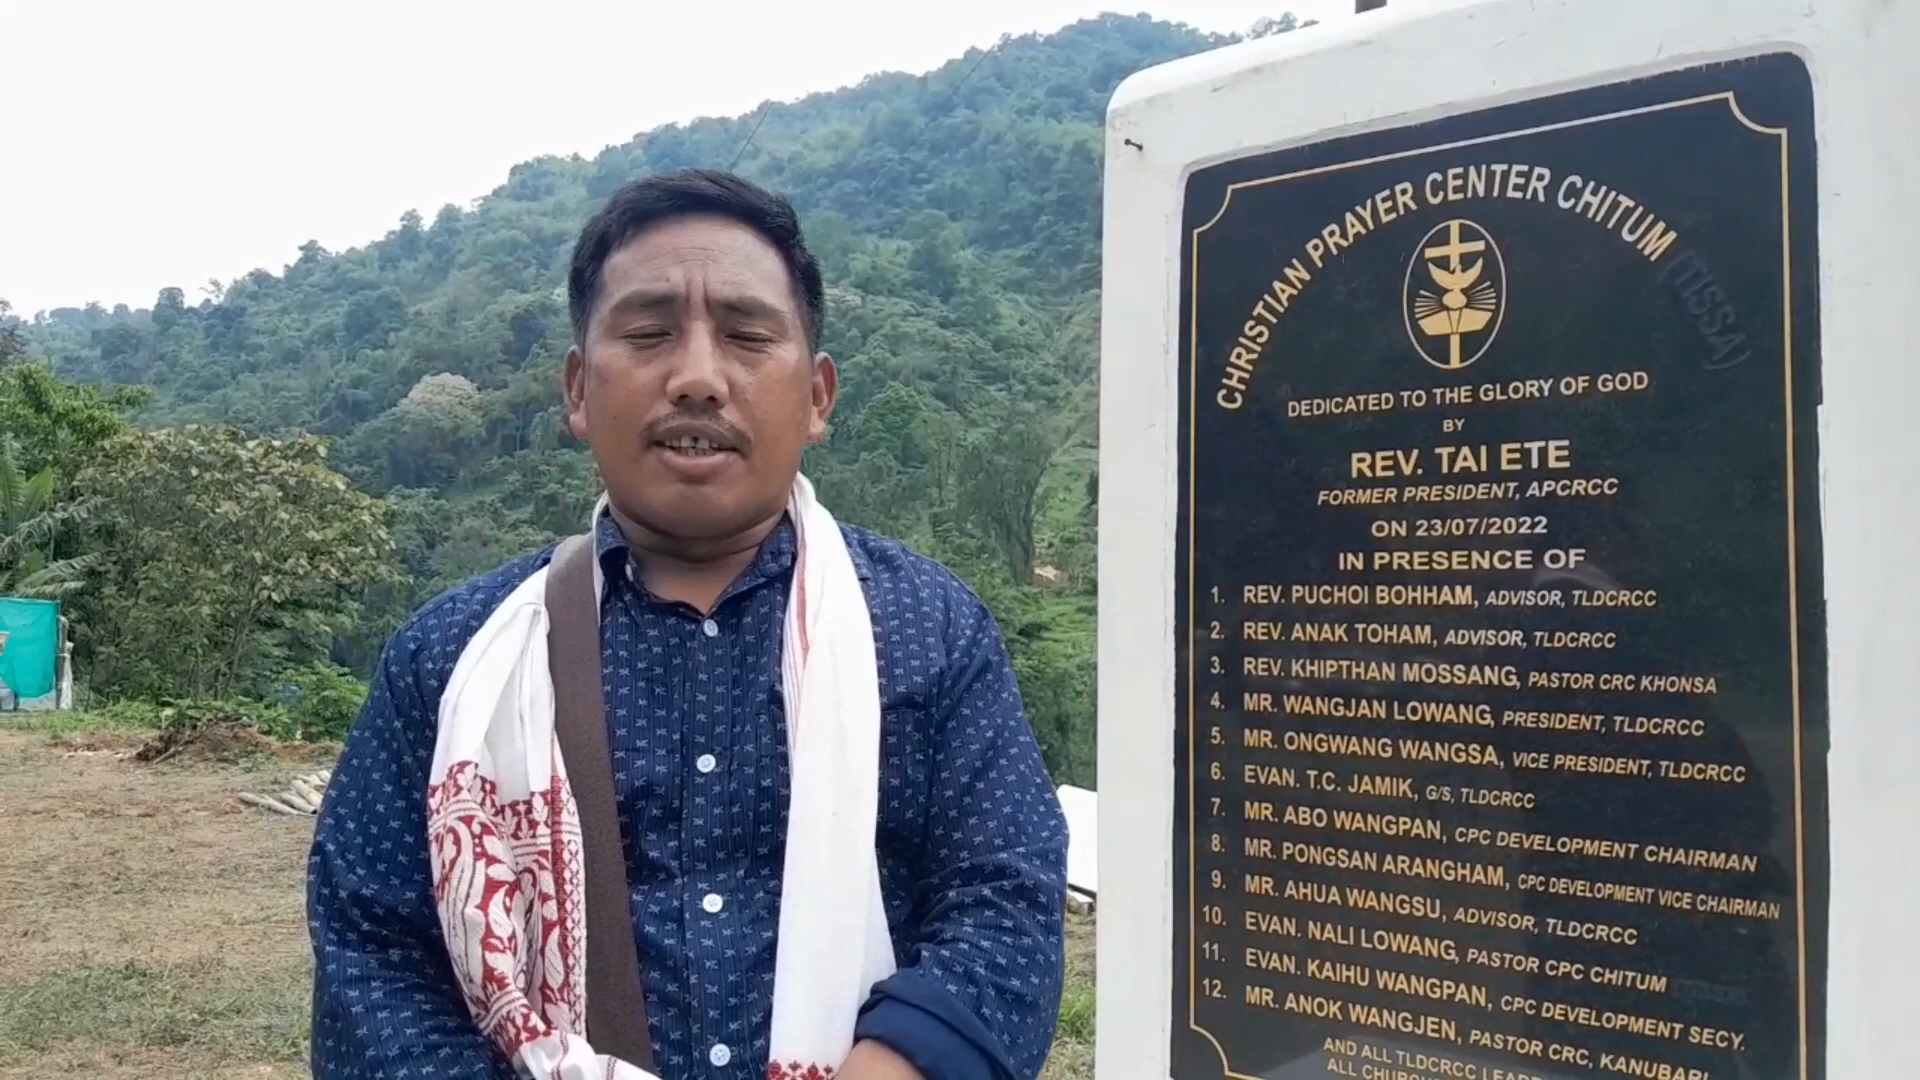 CHRISTIAN PRAYER CENTER CHITUM (TISSA)
DEDICATED TO THE GLORY OF GOD
BY
REV. TAI ETE
FORMER PRESIDENT, APCRCC
ON 23/07/2022
IN PRESENCE OF
1. REV. PUCHOI BOHHAM, ADVISOR, TLDCRCC
2. REV. ANAK TOHAM, ADVISOR, TLDCRCC
3. REV. KHIPTHAN MOSSANG, PASTOR CRC KHONSA
4. MR. WANGJAN LOWANG, PRESIDENT, TLDCRCC
5. MR. ONGWANG WANGSA, VICE PRESIDENT, TLDCRCC
6. EVAN. T.C. JAMIK, G/S, TLDCRCC
7. MR. ABO WANGPAN, CPC DEVELOPMENT CHAIRMAN
8. MR. PONGSAN ARANGHAM, CPC DEVELOPMENT VICE CHAIRMAN
9. MR. AHUA WANGSU, ADVISOR, TLDCRCC
10. EVAN. NALI LOWANG, PASTOR CPC CHITUM
11. EVAN. KAIHU WANGPAN, CPC DEVELOPMENT SECY.
12. MR. ANOK WANGJEN, PASTOR CRC, KANUBARI
AND ALL TLDCRCC
ALL